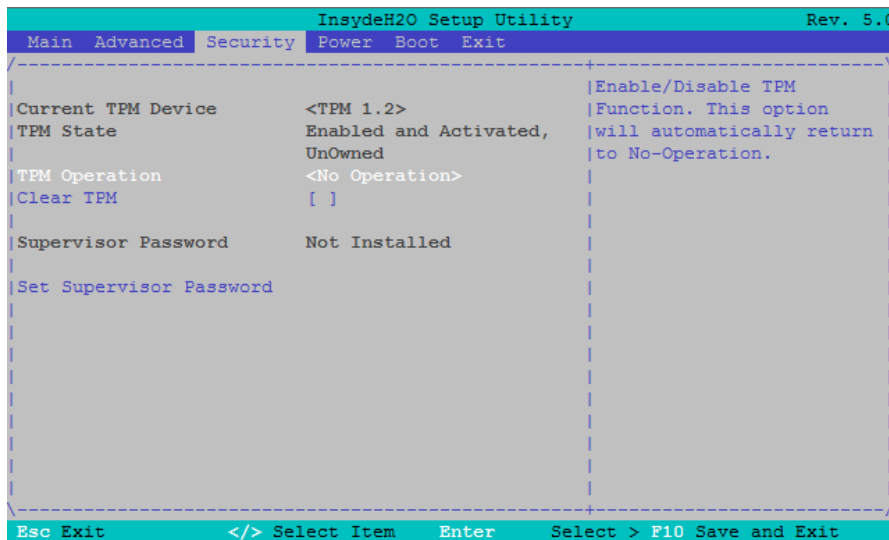 InsydeH2O Setup Utility Rev. 5.0
Main Advanced Security Power Boot Exit
Enable/Disable TPM
Current TPM Device <TPM 1.2> Function. This option
TPM State Enabled and Activated, will automatically return
UnOwned to No-Operation.
TPM Operation <No Operation>
Clear TPM [ ]
Supervisor Password Not Installed
Set Supervisor Password
Esc Exit </> Select Item Enter Select > F10 Save and Exit